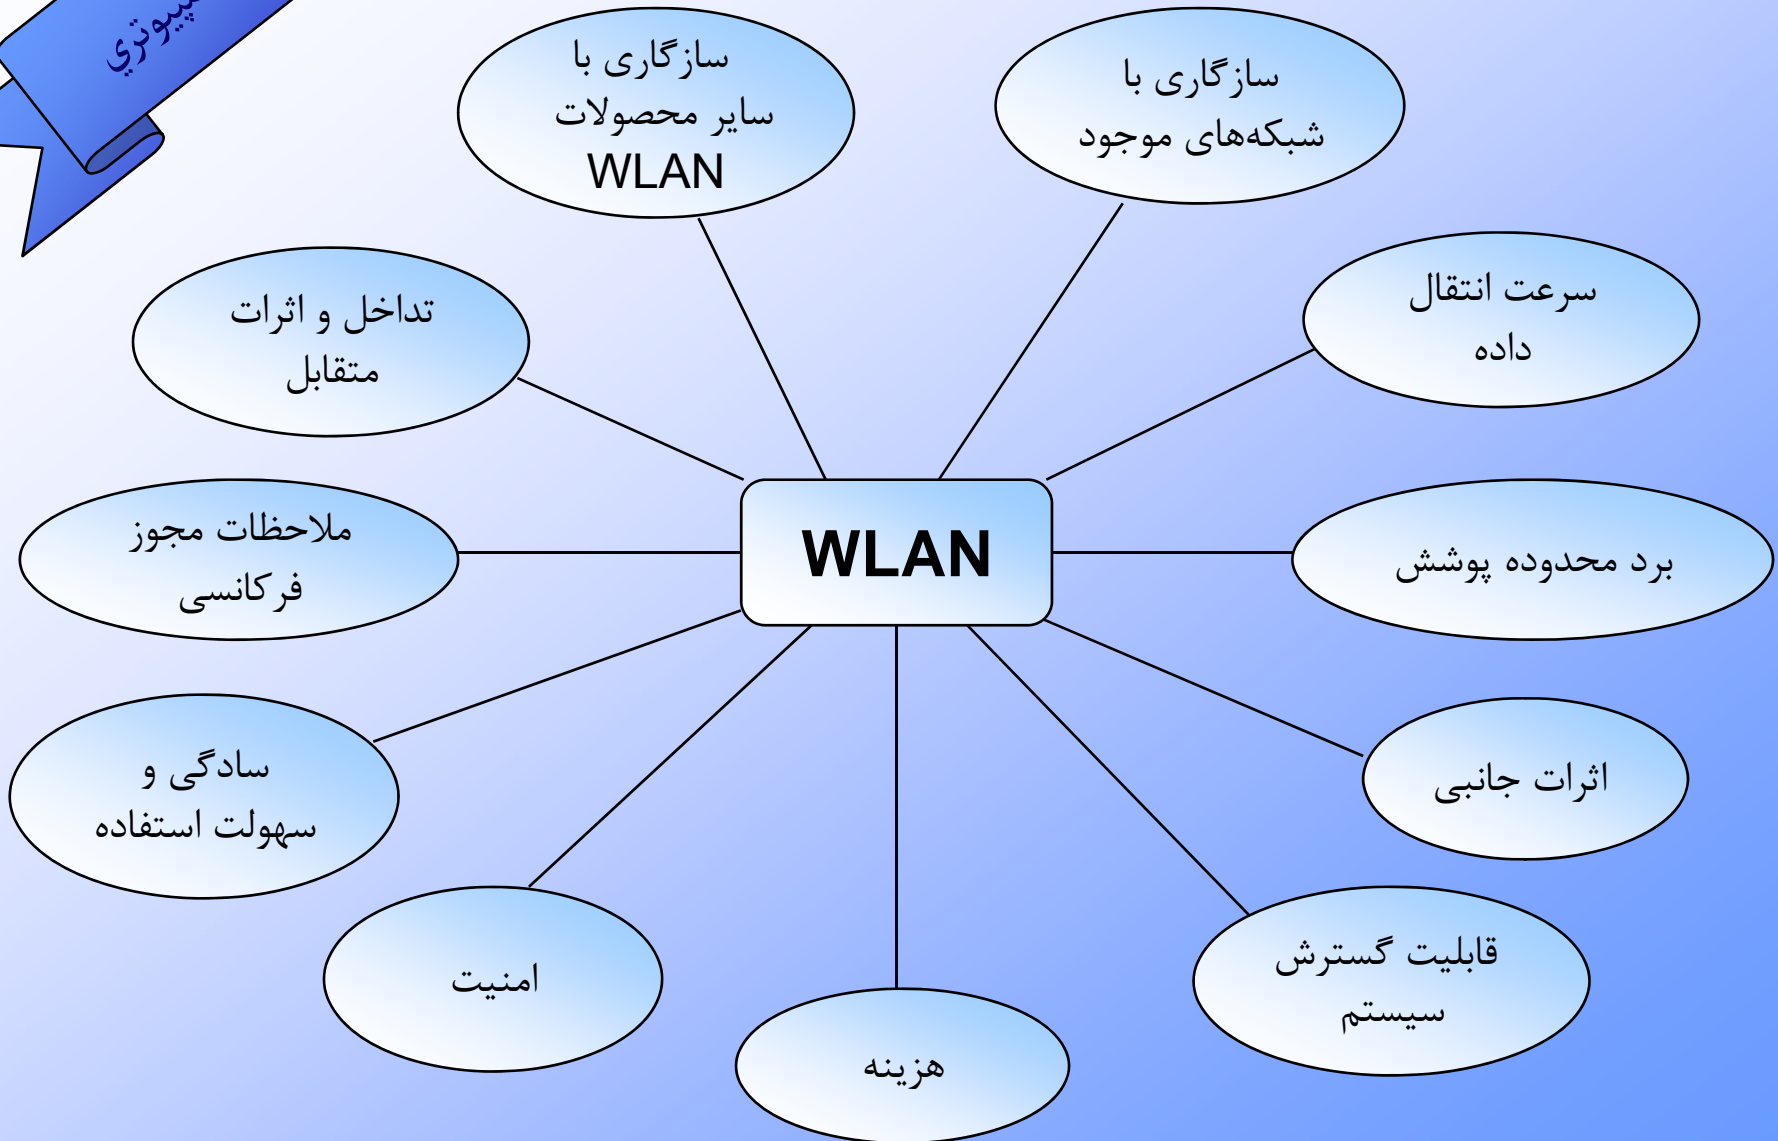 سازگاری با
شبکه‌های موجود
سازگاری با
سایر محصولات
WLAN
سرعت انتقال
داده
تداخل و اثرات
متقابل
WLAN
برد محدوده پوشش
ملاحظات مجوز
فرکانسی
اثرات جانبی
سادگی و
سهولت استفاده
قابلیت گسترش
سیستم
امنیت
هزینه